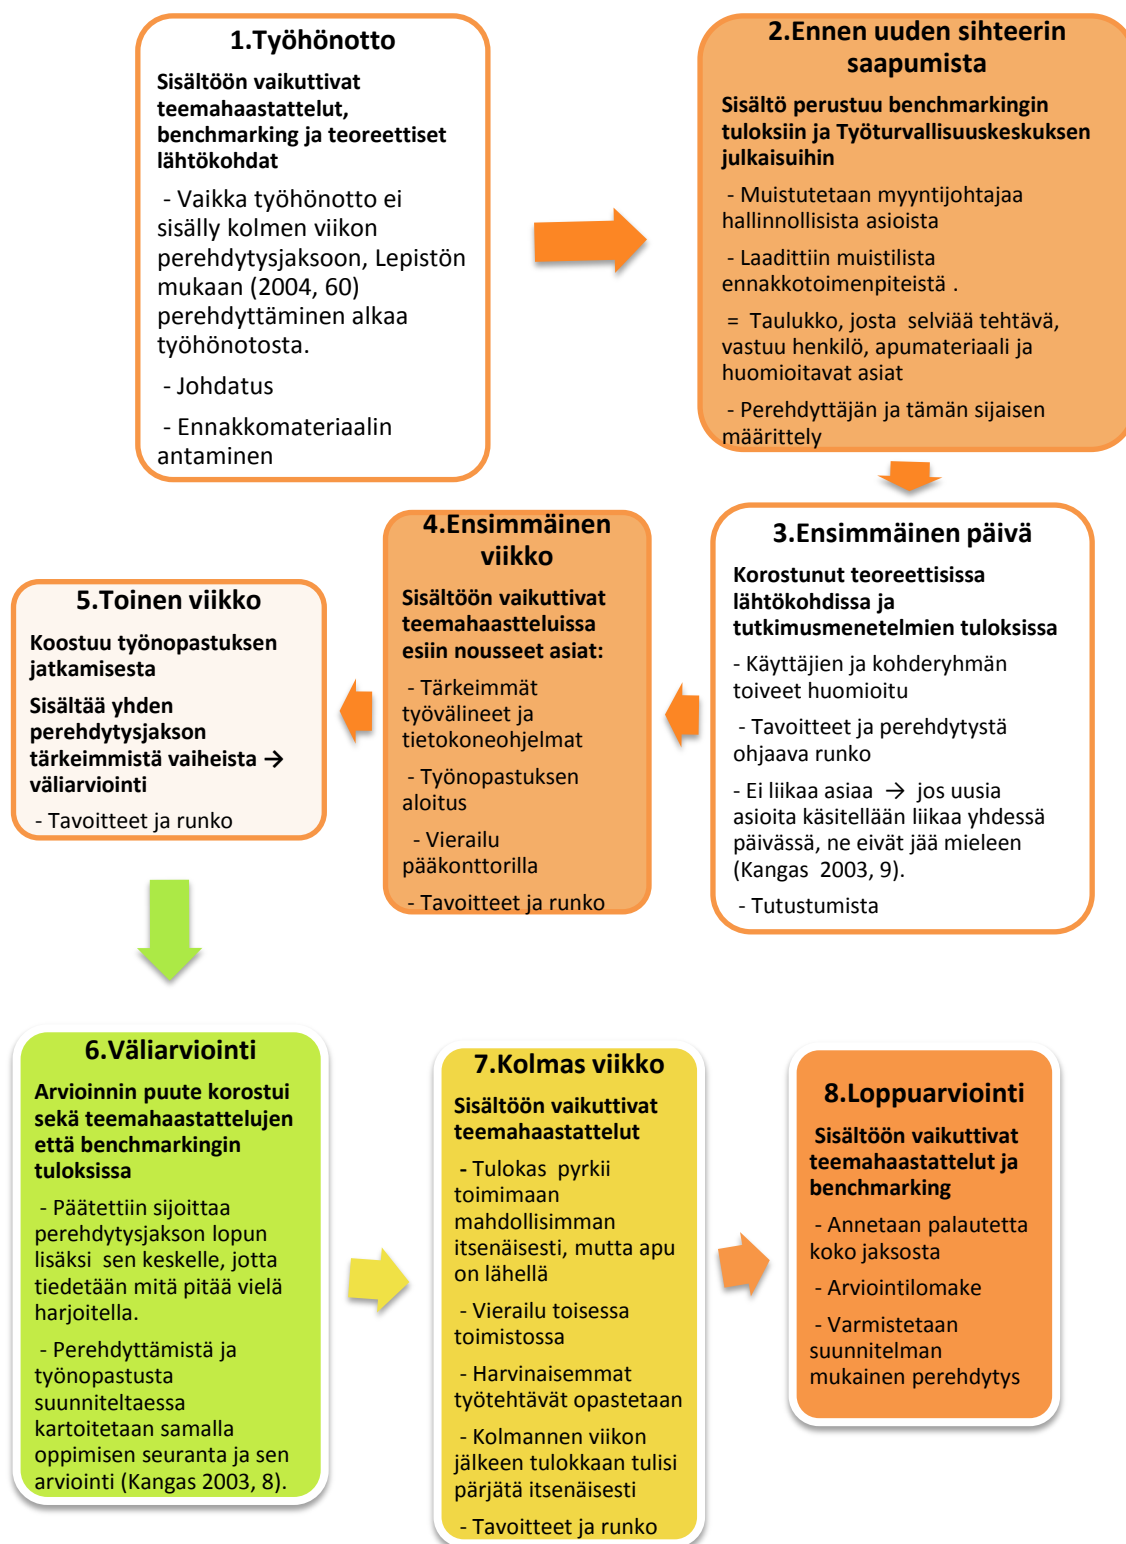 1.Työhönotto
Sisältöön vaikuttivat
teemahaastattelut,
benchmarking ja teoreettiset
lähtökohdat
- Vaikka työhönotto ei
sisälly kolmen viikon
perehdytysjaksoon, Lepistön
mukaan (2004, 60)
perehdyttäminen alkaa
työhönotosta.
- Johdatus
- Ennakkomateriaalin
antaminen
2.Ennen uuden sihteerin
saapumista
Sisältö perustuu benchmarkingin
tuloksiin ja Työturvallisuuskeskuksen
julkaisuihin
- Muistutetaan myyntijohtajaa
hallinnollisista asioista
- Laadittiin muistilista
ennakkotoimenpiteistä .
= Taulukko, josta selviää tehtävä,
vastuu henkilö, apumateriaali ja
huomioitavat asiat
- Perehdyttäjän ja tämän sijaisen
määrittely
3.Ensimmäinen päivä
Korostunut teoreettisissa
lähtökohdissa ja
tutkimusmenetelmien tuloksissa
- Käyttäjien ja kohderyhmän
toiveet huomioitu
- Tavoitteet ja perehdytystä
ohjaava runko
- Ei liikaa asiaa → jos uusia
asioita käsitellään liikaa yhdessä
päivässä, ne eivät jää mieleen
(Kangas 2003, 9).
- Tutustumista
4.Ensimmäinen
viikko
Sisältöön vaikuttivat
teemahaastteluissa
esiin nousseet asiat:
- Tärkeimmät
työvälineet ja
tietokoneohjelmat
- Työnopastuksen
aloitus
- Vierailu
pääkonttorilla
- Tavoitteet ja runko
5.Toinen viikko
Koostuu työnopastuksen
jatkamisesta
Sisältää yhden
perehdytysjakson
tärkeimmistä vaiheista →
väliarviointi
- Tavoitteet ja runko
6.Väliarviointi
Arvioinnin puute korostui
sekä teemahaastattelujen
että benchmarkingin
tuloksissa
- Päätettiin sijoittaa
perehdytysjakson lopun
lisäksi sen keskelle, jotta
tiedetään mitä pitää vielä
harjoitella.
- Perehdyttämistä ja
työnopastusta
suunniteltaessa
kartoitetaan samalla
oppimisen seuranta ja sen
arviointi (Kangas 2003, 8).
7.Kolmas viikko
Sisältöön vaikuttivat
teemahaastattelut
- Tulokas pyrkii
toimimaan
mahdollisimman
itsenäisesti, mutta apu
on lähellä
- Vierailu toisessa
toimistossa
- Harvinaisemmat
työtehtävät opastetaan
- Kolmannen viikon
jälkeen tulokkaan tulisi
pärjätä itsenäisesti
- Tavoitteet ja runko
8.Loppuarviointi
Sisältöön vaikuttivat
teemahaastattelut ja
benchmarking
- Annetaan palautetta
koko jaksosta
- Arviointilomake
- Varmistetaan
suunnitelman
mukainen perehdytys